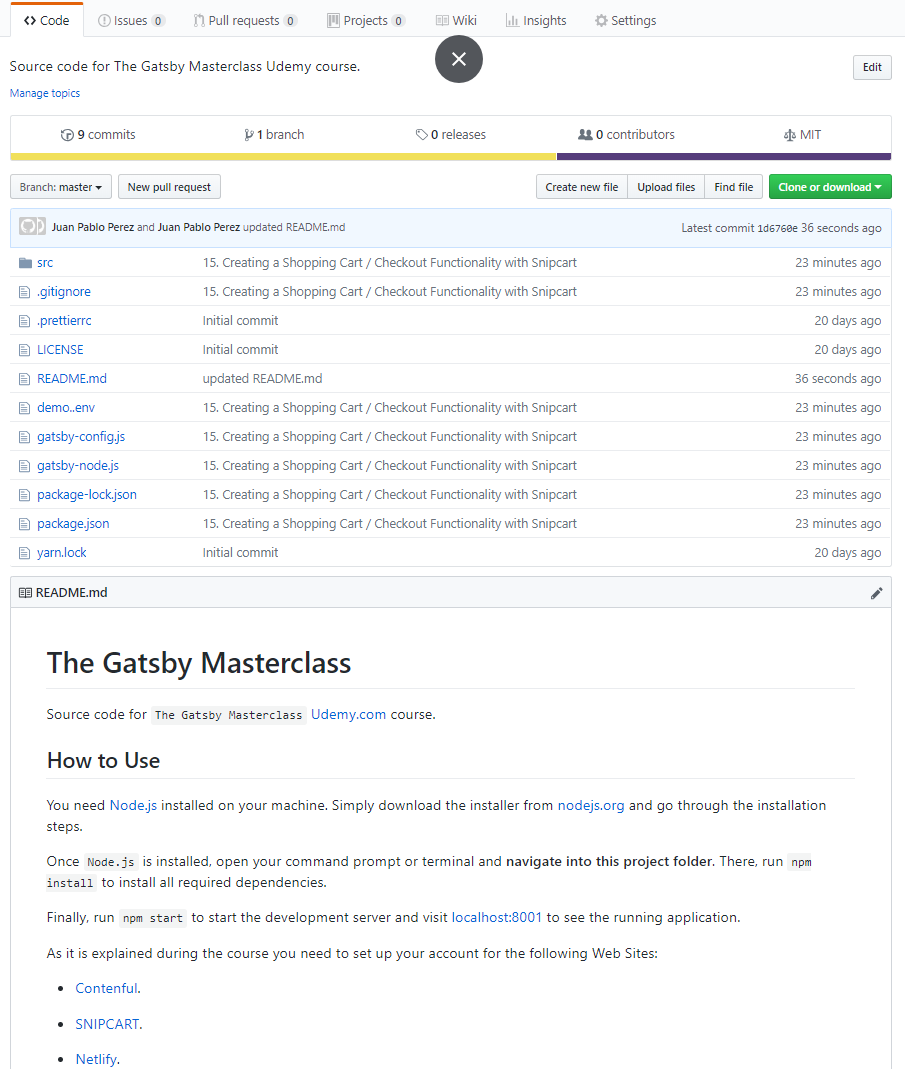 Code Issues 0 Pull requests 0 Projects 0 Wiki Insights Settings
Source code for The Gatsby Masterclass Udemy course. Edit
Manage topics
9 commits 1 branch 0 releases 0 contributors MIT
Branch: master New pull request Create new file Upload files Find file Clone or download
Juan Pablo Perez and Juan Pablo Perez updated README.md Latest commit 1d6760e 36 seconds ago
src 15. Creating a Shopping Cart / Checkout Functionality with Snipcart 23 minutes ago
.gitignore 15. Creating a Shopping Cart / Checkout Functionality with Snipcart 23 minutes ago
.prettierrc Initial commit 20 days ago
LICENSE Initial commit 20 days ago
README.md updated README.md 36 seconds ago
demo..env 15. Creating a Shopping Cart / Checkout Functionality with Snipcart 23 minutes ago
gatsby-config.js 15. Creating a Shopping Cart / Checkout Functionality with Snipcart 23 minutes ago
gatsby-node.js 15. Creating a Shopping Cart / Checkout Functionality with Snipcart 23 minutes ago
package-lock.json 15. Creating a Shopping Cart / Checkout Functionality with Snipcart 23 minutes ago
package.json 15. Creating a Shopping Cart / Checkout Functionality with Snipcart 23 minutes ago
yarn.lock Initial commit 20 days ago
README.md
The Gatsby Masterclass
Source code for The Gatsby Masterclass Udemy.com course.
How to Use
You need Node.js installed on your machine. Simply download the installer from nodejs.org and go through the installation
steps.
Once Node.js is installed, open your command prompt or terminal and navigate into this project folder. There, run npm
install to install all required dependencies.
Finally, run npm start to start the development server and visit localhost:8001 to see the running application.
As it is explained during the course you need to set up your account for the following Web Sites:
• Contenful.
• SNIPCART.
• Netlify.